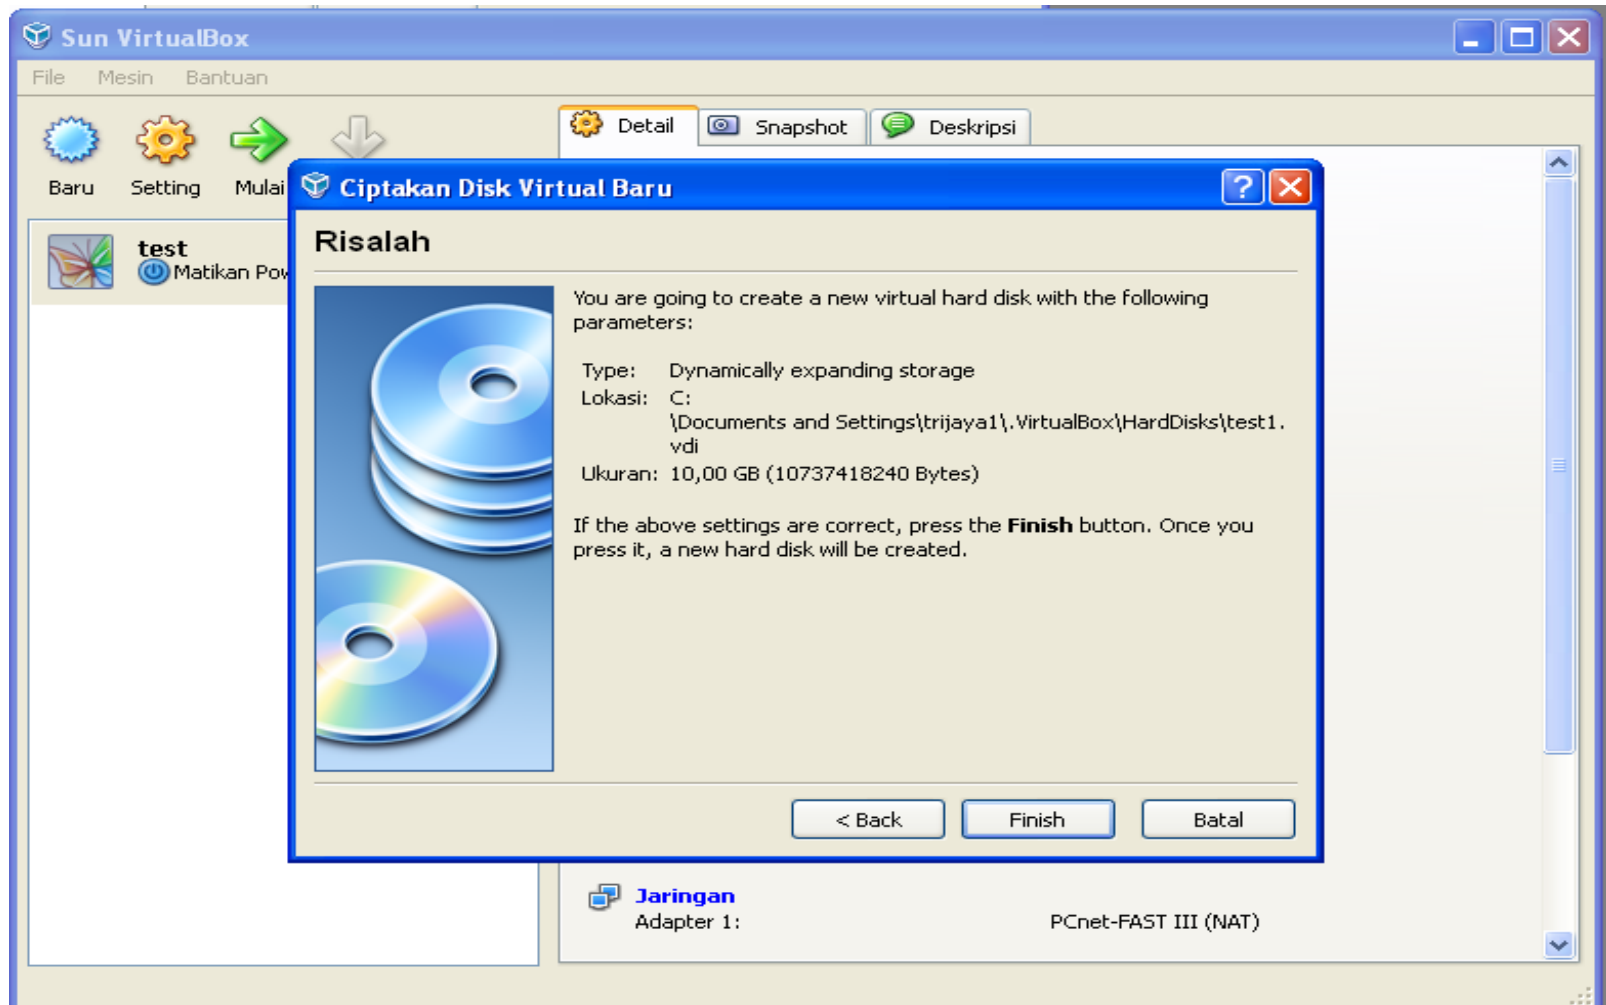 Sun VirtualBox
File Mesin Bantuan
Baru Setting Mulai
Detail Snapshot Deskripsi
test
Matikan Pow
Ciptakan Disk Virtual Baru
Risalah
You are going to create a new virtual hard disk with the following
parameters:
Type: Dynamically expanding storage
Lokasi: C:
\Documents and Settings\trijaya1\.VirtualBox\HardDisks\test1.
vdi
Ukuran: 10,00 GB (10737418240 Bytes)
If the above settings are correct, press the Finish button. Once you
press it, a new hard disk will be created.
< Back Finish Batal
Jaringan
Adapter 1: PCnet-FAST III (NAT)